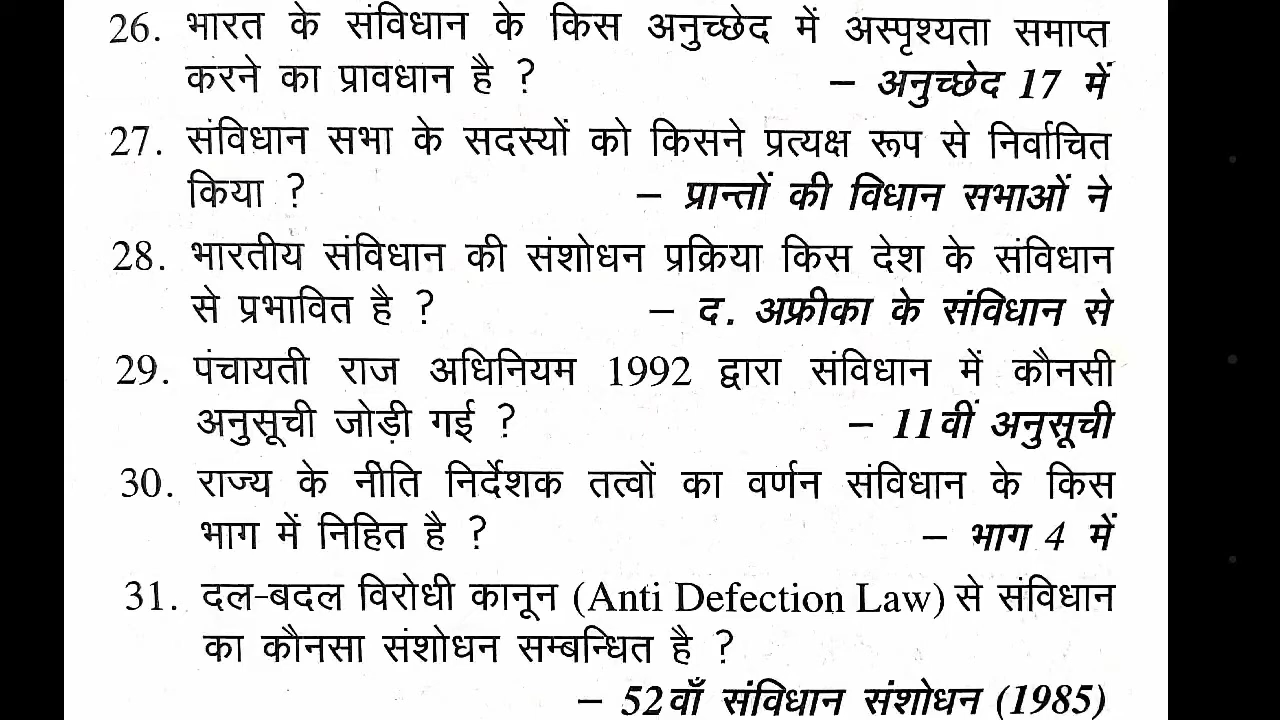 26. भारत के संविधान के किस अनुच्छेद में अस्पृश्यता समाप्त
करने का प्रावधान है ? – अनुच्छेद 17 में
27. संविधान सभा के सदस्यों को किसने प्रत्यक्ष रूप से निर्वाचित
किया ? – प्रान्तों की विधान सभाओं ने
28. भारतीय संविधान की संशोधन प्रक्रिया किस देश के संविधान
से प्रभावित है ? – द. अफ्रीका के संविधान से
29. पंचायती राज अधिनियम 1992 द्वारा संविधान में कौनसी
अनुसूची जोड़ी गई ? – 11वीं अनुसूची
30. राज्य के नीति निर्देशक तत्वों का वर्णन संविधान के किस
भाग में निहित है ? – भाग 4 में
31. दल-बदल विरोधी कानून (Anti Defection Law) से संविधान
का कौनसा संशोधन सम्बन्धित है ?
– 52वाँ संविधान संशोधन (1985)